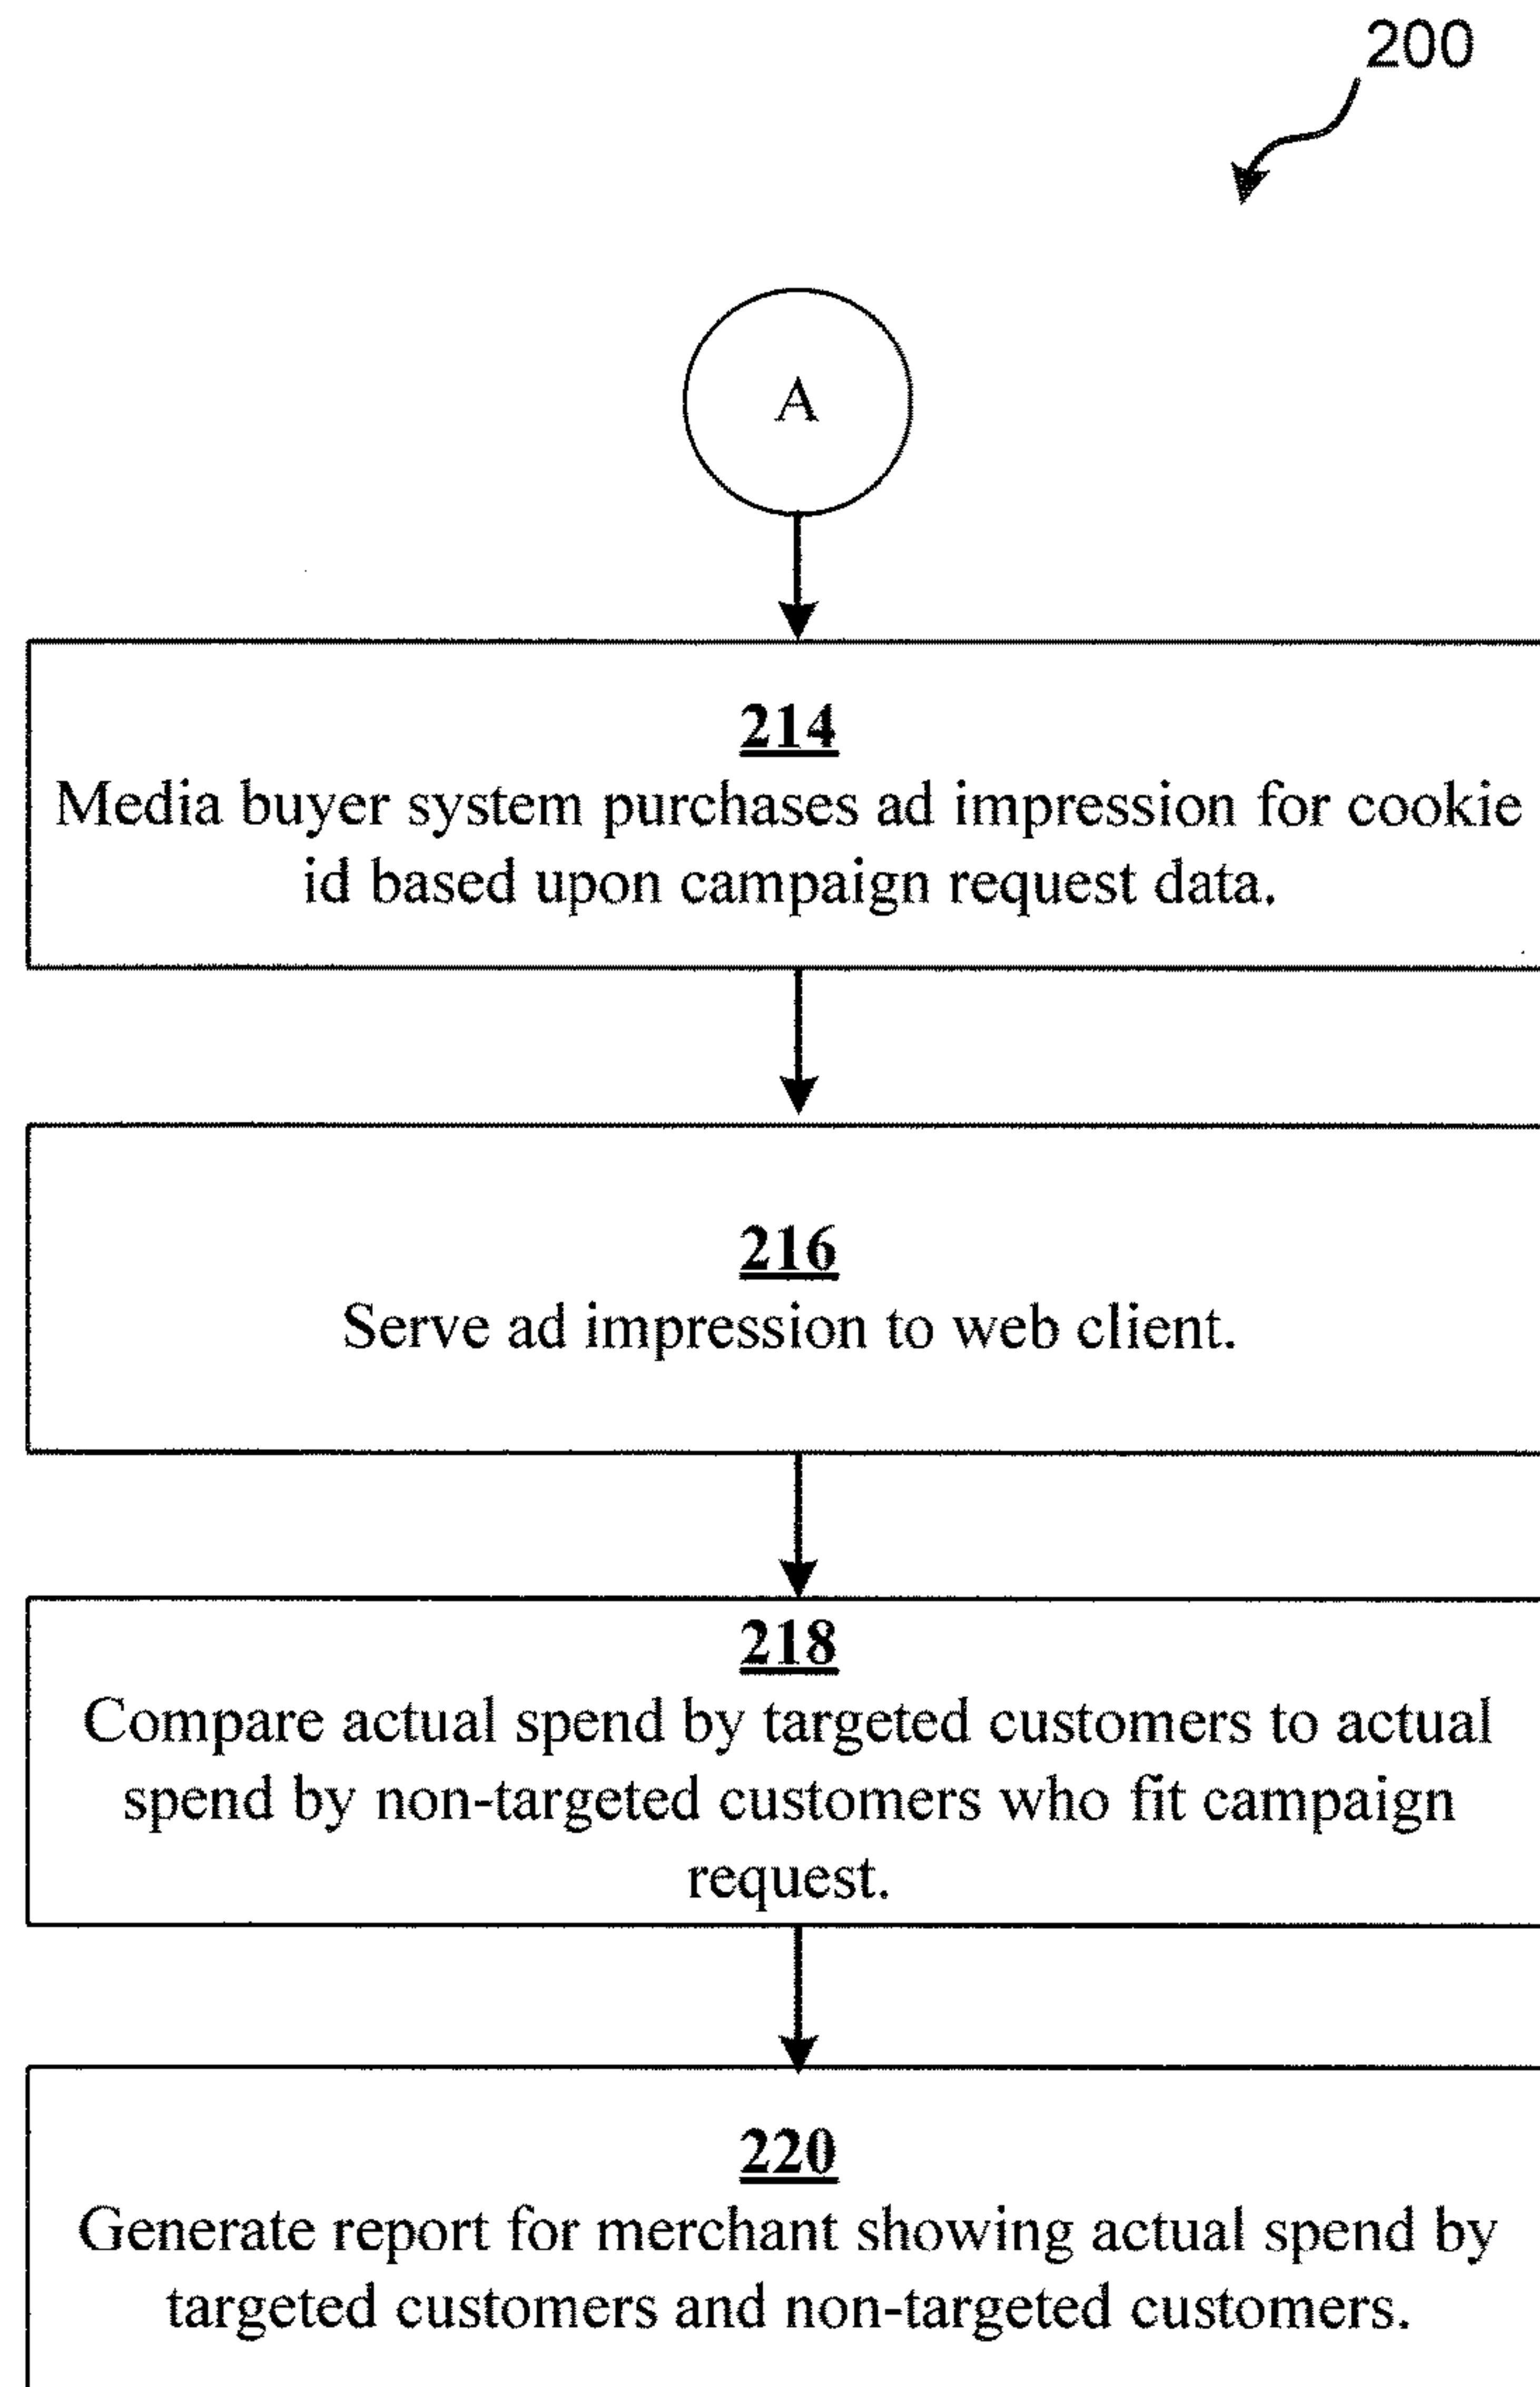 200
A
214
Media buyer system purchases ad impression for cookie
id based upon campaign request data.
216
Serve ad impression to web client.
218
Compare actual spend by targeted customers to actual
spend by non-targeted customers who fit campaign
request.
220
Generate report for merchant showing actual spend by
targeted customers and non-targeted customers.